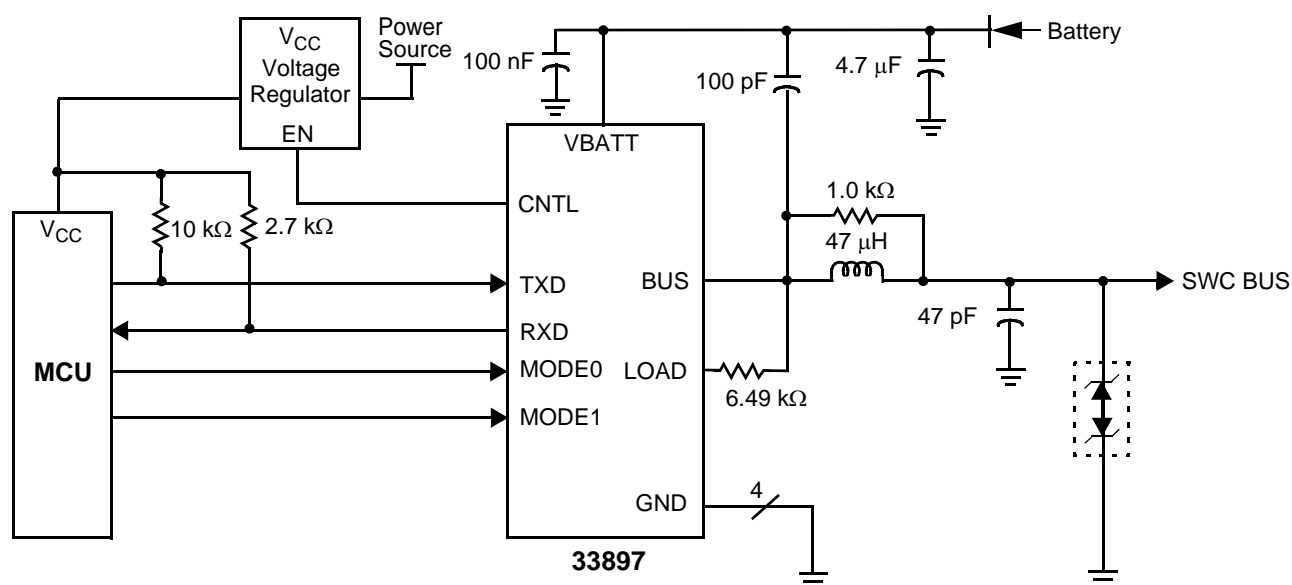 V_CC
Voltage
Regulator
EN
Power
Source
100 nF
100 pF
4.7 μF
Battery
VBATT
CNTL
TXD
RXD
MODE0
MODE1
BUS
LOAD
GND
33897
V_CC
MCU
10 kΩ
2.7 kΩ
1.0 kΩ
47 μH
47 pF
SWC BUS
6.49 kΩ
4